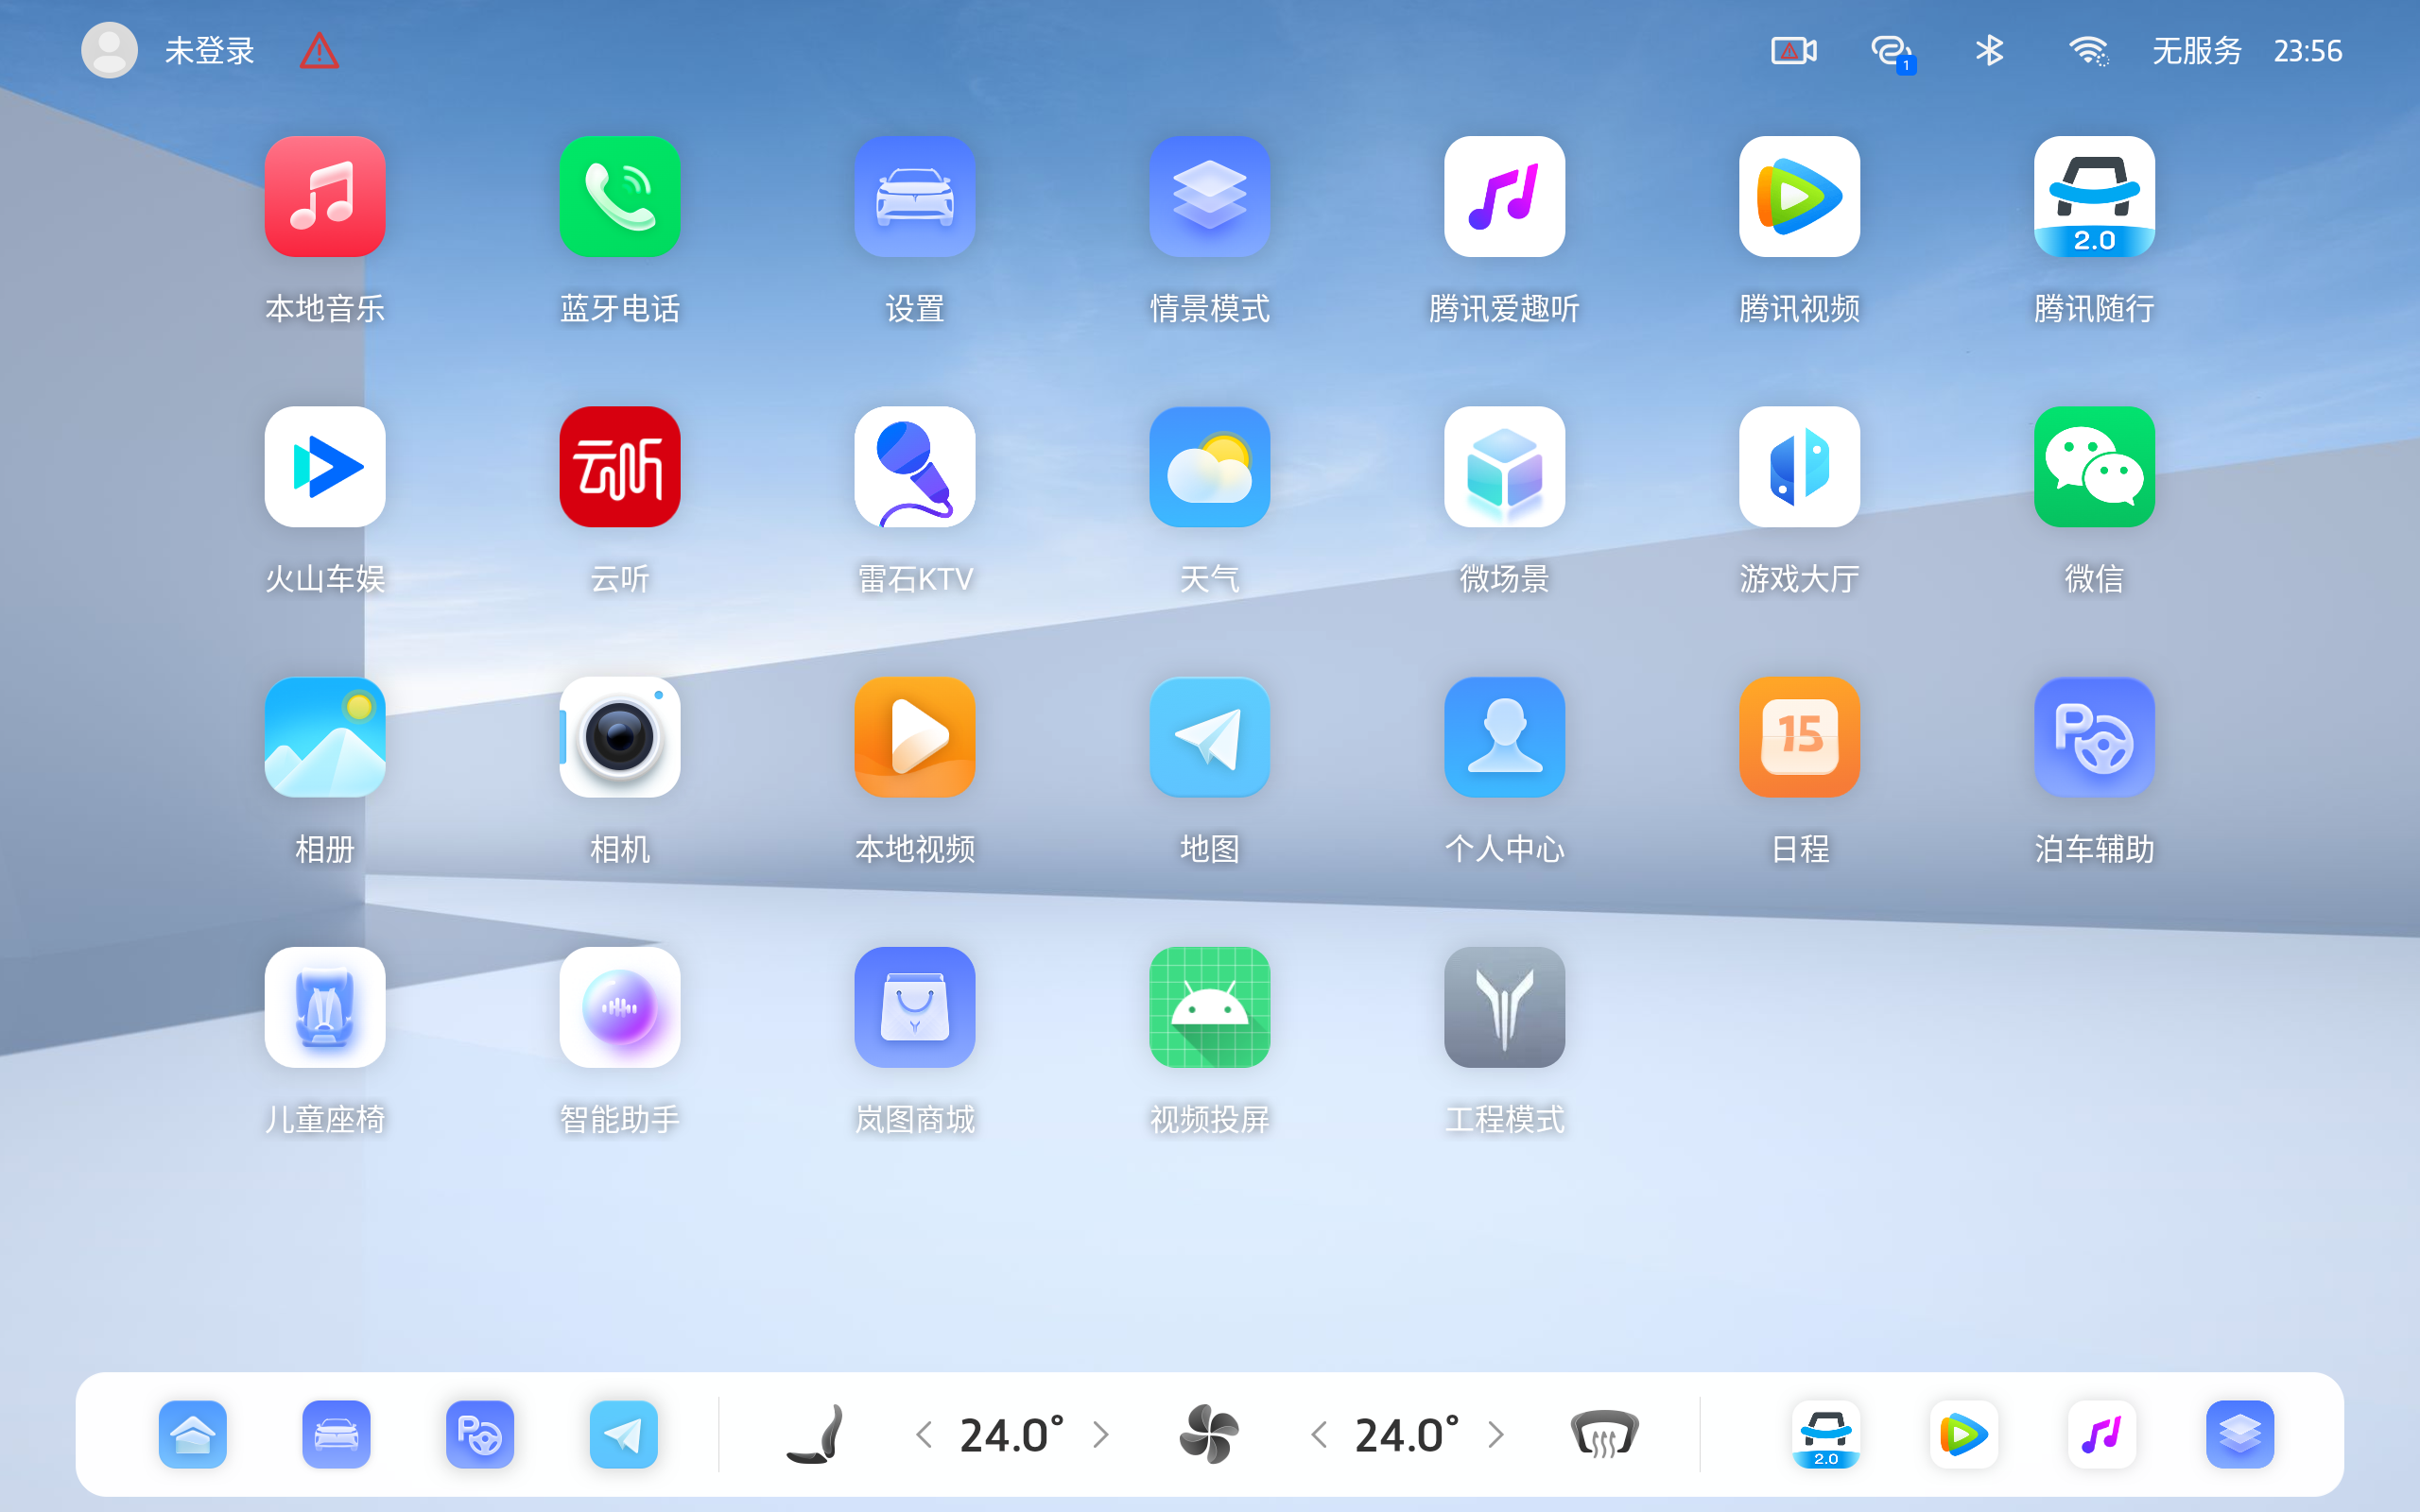 未登录
1
无服务 23:56
2.0
本地音乐 蓝牙电话 设置 情景模式 腾讯爱趣听 腾讯视频 腾讯随行
云听
火山车娱 云听 雷石KTV 天气 微场景 游戏大厅 微信
15
P
相册 相机 本地视频 地图 个人中心 日程 泊车辅助
儿童座椅 智能助手 岚图商城 视频投屏 工程模式
P 24.0° 24.0° 2.0